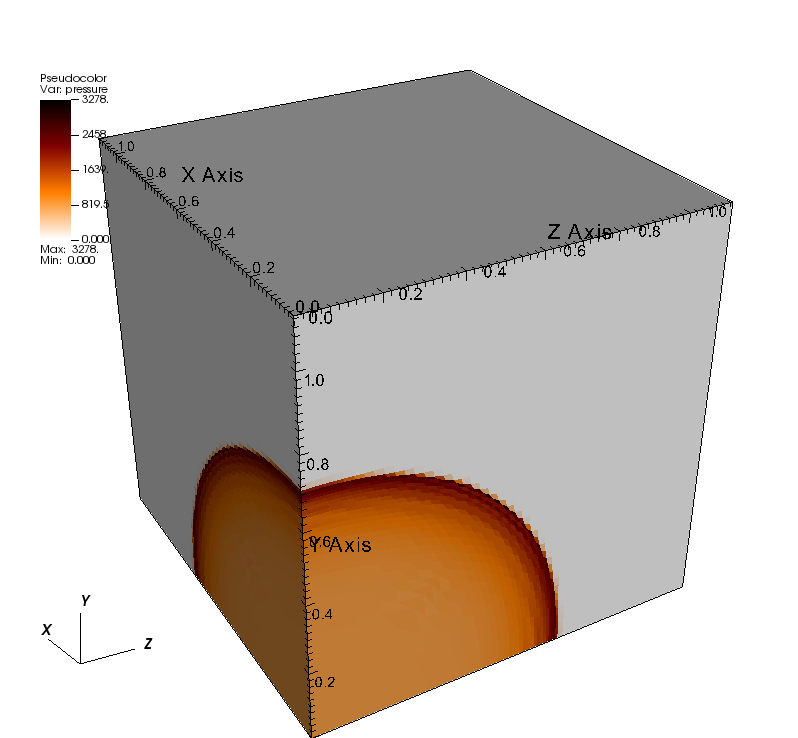 Pseudocolor
Var: pressure
3278.
2458.
1639.
819.5
0.000
Max: 3278.
Min: 0.000
1.0
0.8
X Axis
0.6
0.4
0.2
0.0
0.0
0.2
0.4
0.6
Z Axis
0.8
1.0
1.0
0.8
0.6
Y Axis
0.4
0.2
Y
X
Z